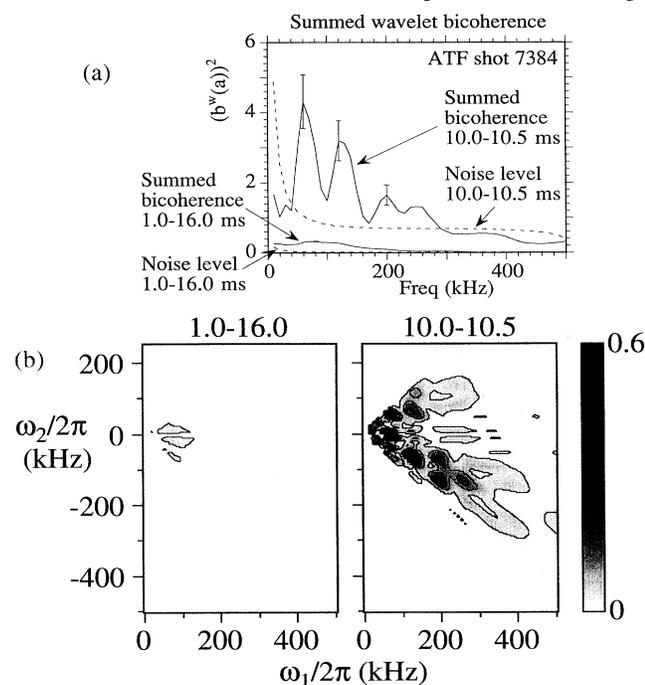 Summed wavelet bicoherence
(a)
(bʷ(a))²
6
4
2
0
ATF shot 7384
Summed
bicoherence
10.0-10.5 ms
Noise level
10.0-10.5 ms
Summed
bicoherence
1.0-16.0 ms
Noise level
1.0-16.0 ms
0 200 400
Freq (kHz)
(b)
1.0-16.0 10.0-10.5
ω₂/2π
(kHz)
200
0
-200
-400
0 200 400 0 200 400
ω₁/2π (kHz)
0.6
0